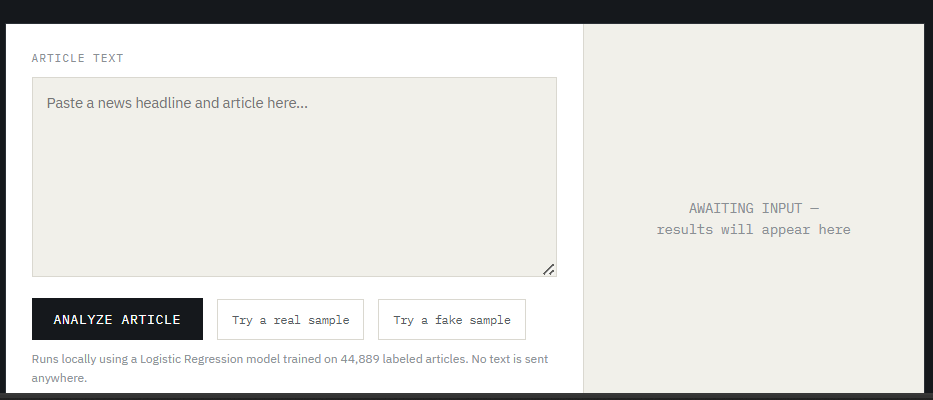 ARTICLE TEXT
Paste a news headline and article here...
AWAITING INPUT —
results will appear here
ANALYZE ARTICLE
Try a real sample
Try a fake sample
Runs locally using a Logistic Regression model trained on 44,889 labeled articles. No text is sent
anywhere.